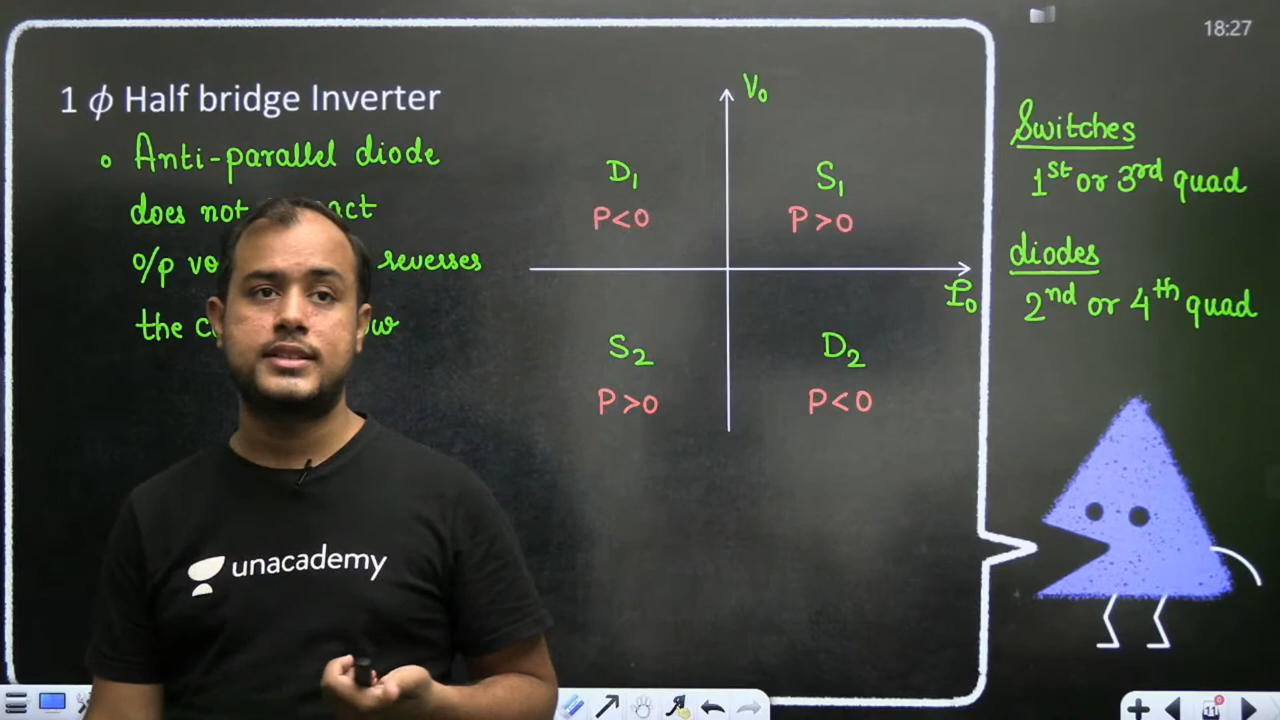 18:27
1 ϕ Half bridge Inverter
∘ Anti-parallel diode
does not
o/p reverses
the
V₀
I₀
D₁
P<0
S₁
P>0
S₂
P>0
D₂
P<0
Switches
1st or 3rd quad
diodes
2nd or 4th quad
unacademy
11